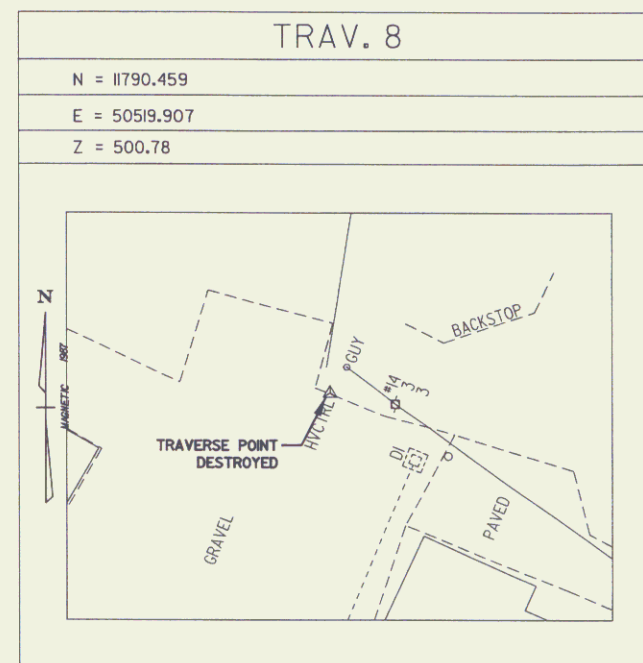 TRAV. 8
N = 11790.459
E = 50519.907
Z = 500.78
N
MAGNETIC 1987
BACKSTOP
GUY
#14
3
3
HVCTRL
TRAVERSE POINT
DESTROYED
DI
GRAVEL
PAVED